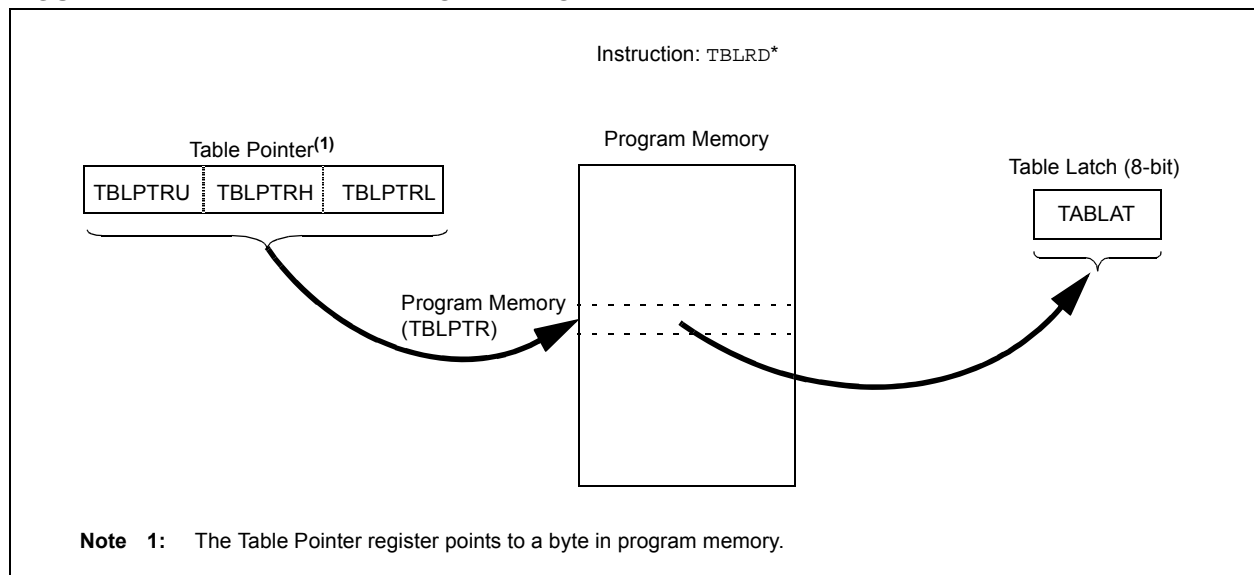 Instruction: TBLRD*
Program Memory
Table Pointer(1)
Table Latch (8-bit)
TBLPTRU TBLPTRH TBLPTRL
TABLAT
Program Memory
(TBLPTR)
Note 1: The Table Pointer register points to a byte in program memory.